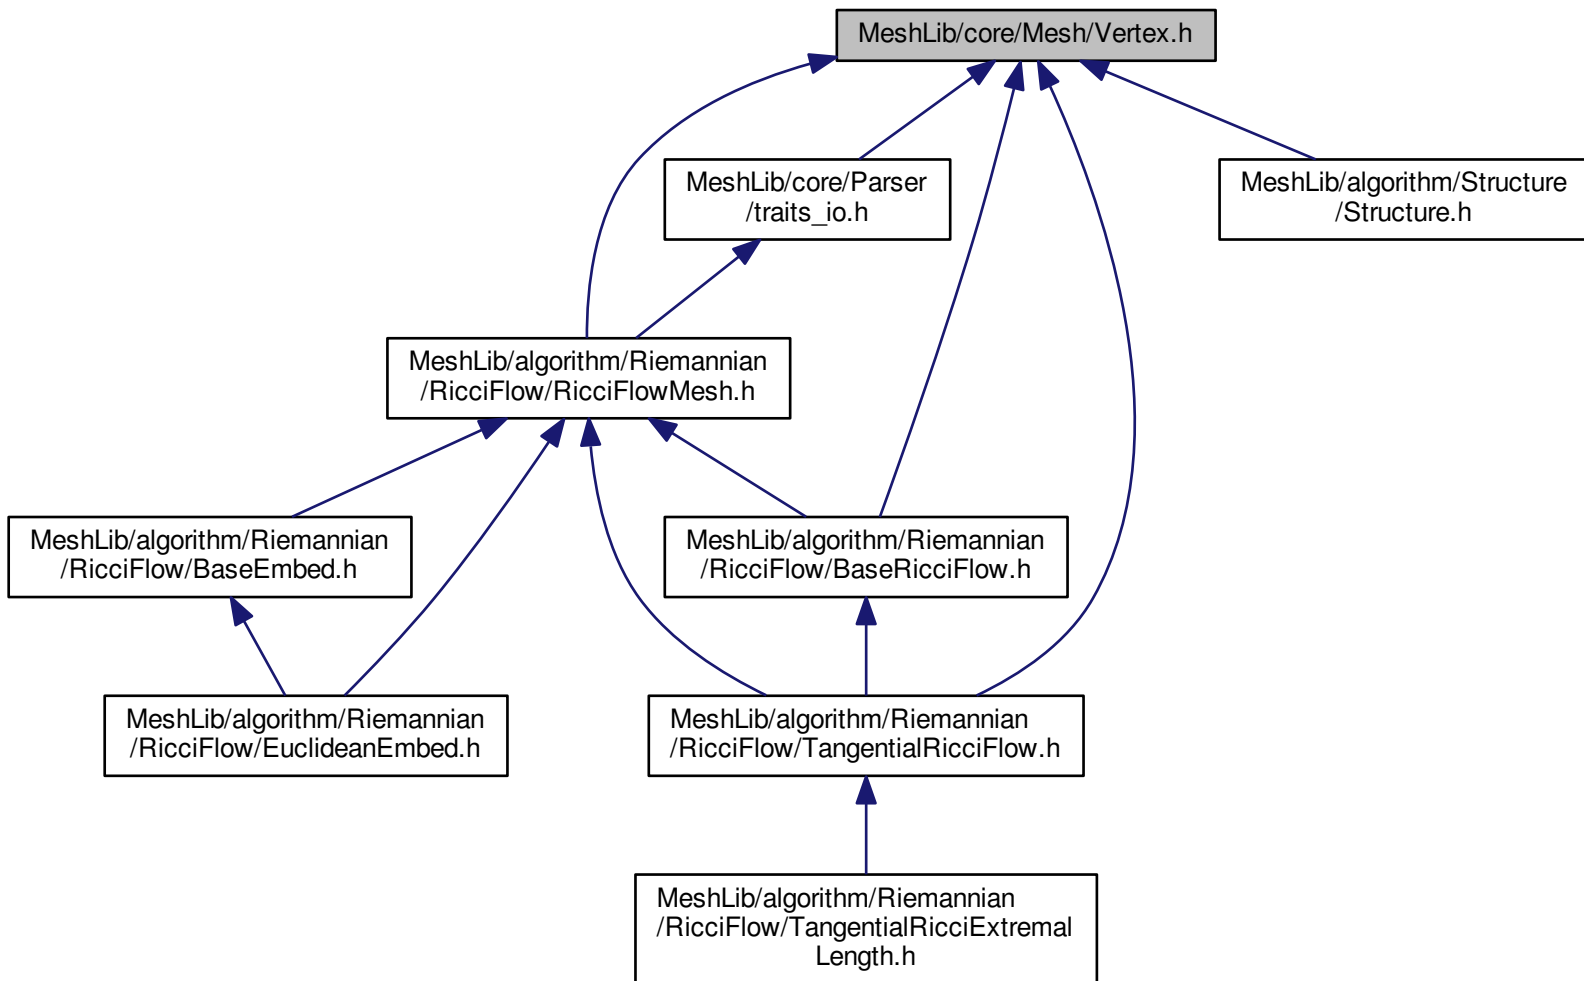 MeshLib/core/Mesh/Vertex.h
MeshLib/core/Parser
/traits_io.h
MeshLib/algorithm/Structure
/Structure.h
MeshLib/algorithm/Riemannian
/RicciFlow/RicciFlowMesh.h
MeshLib/algorithm/Riemannian
/RicciFlow/BaseEmbed.h
MeshLib/algorithm/Riemannian
/RicciFlow/BaseRicciFlow.h
MeshLib/algorithm/Riemannian
/RicciFlow/EuclideanEmbed.h
MeshLib/algorithm/Riemannian
/RicciFlow/TangentialRicciFlow.h
MeshLib/algorithm/Riemannian
/RicciFlow/TangentialRicciExtremal
Length.h